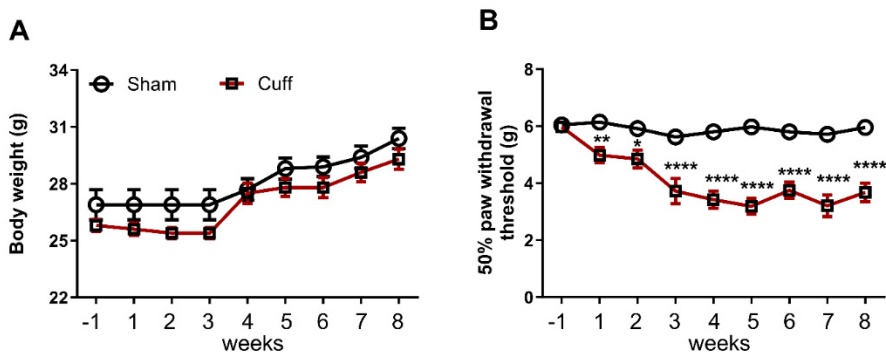 A
Body weight (g)
34
31
28
25
22
Sham
Cuff
-1 1 2 3 4 5 6 7 8
weeks
B
50% paw withdrawal
threshold (g)
8
6
4
2
0
** * **** **** **** **** **** ****
-1 1 2 3 4 5 6 7 8
weeks